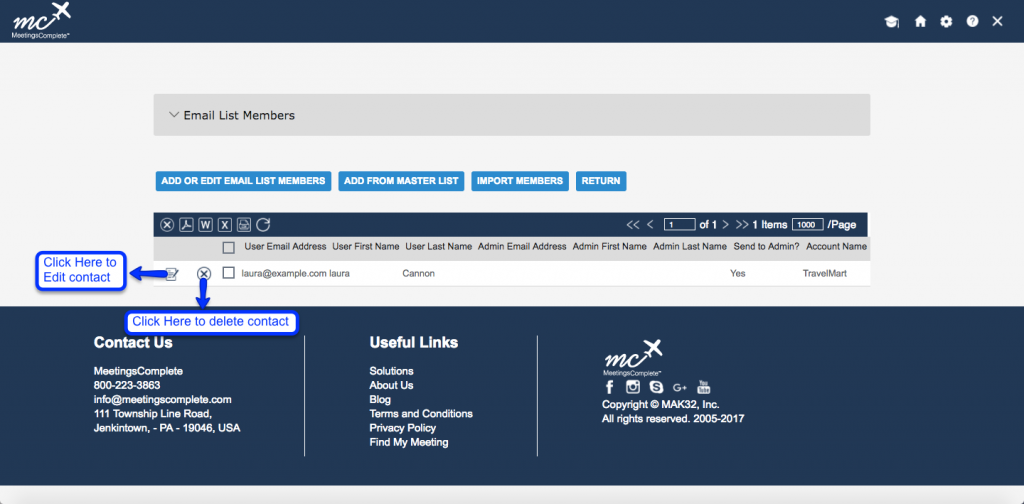 mc
MeetingsComplete™
Email List Members
ADD OR EDIT EMAIL LIST MEMBERS ADD FROM MASTER LIST IMPORT MEMBERS RETURN
W X << < 1 of 1 > >> 1 Items 1000 /Page
User Email Address User First Name User Last Name Admin Email Address Admin First Name Admin Last Name Send to Admin? Account Name
laura@example.com laura Cannon Yes TravelMart
Click Here to
Edit contact
Click Here to delete contact
Contact Us
MeetingsComplete
800-223-3863
info@meetingscomplete.com
111 Township Line Road,
Jenkintown, - PA - 19046, USA
Useful Links
Solutions
About Us
Blog
Terms and Conditions
Privacy Policy
Find My Meeting
mc
MeetingsComplete™
f G+ You Tube
Copyright © MAK32, Inc.
All rights reserved. 2005-2017